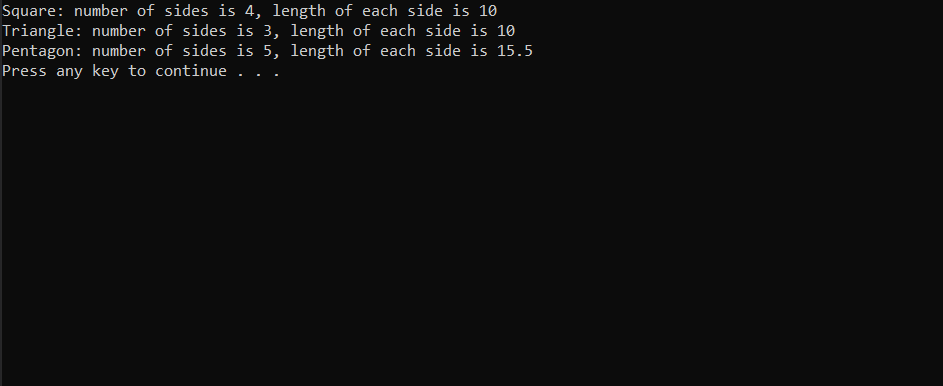 Square: number of sides is 4, length of each side is 10
Triangle: number of sides is 3, length of each side is 10
Pentagon: number of sides is 5, length of each side is 15.5
Press any key to continue . . .